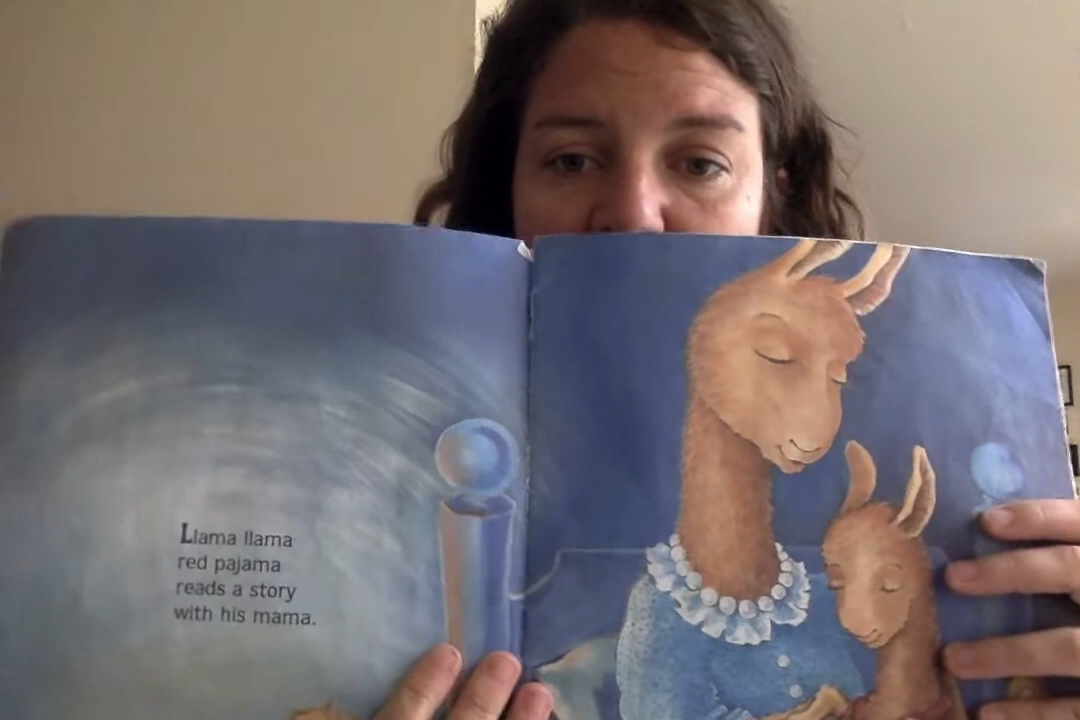 Llama llama
red pajama
reads a story
with his mama.